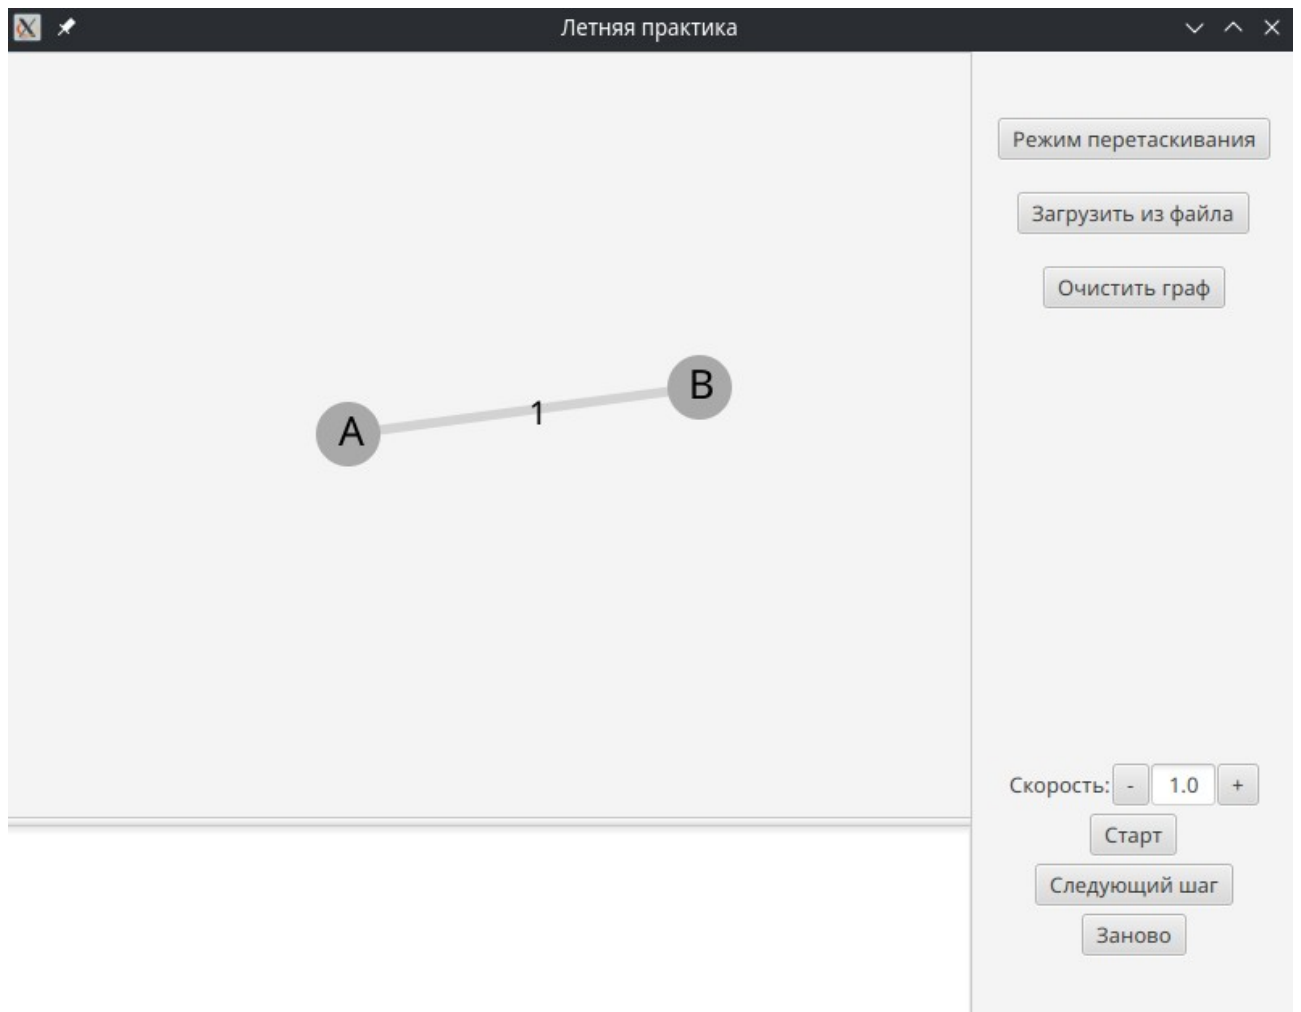 Летняя практика
Режим перетаскивания
Загрузить из файла
Очистить граф
A
1
B
Скорость: - 1.0 +
Старт
Следующий шаг
Заново